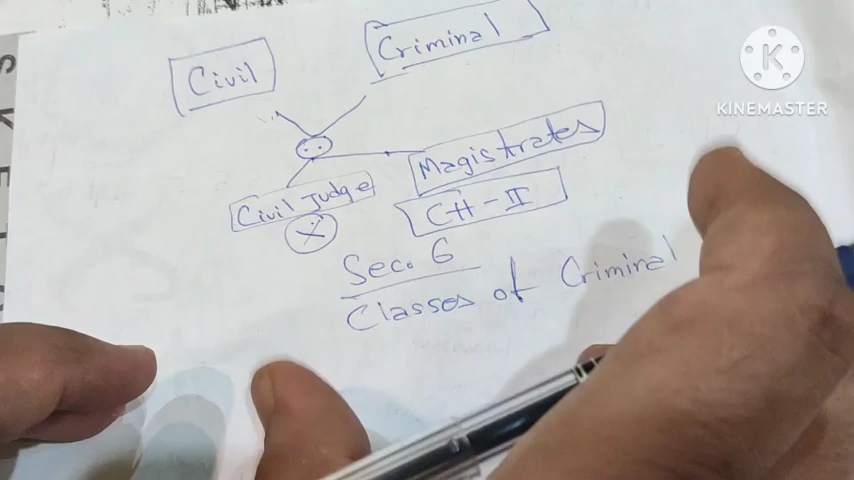 Civil
Criminal
Civil Judge
Magistrates
CH-II
Sec. 6
Classes of Criminal
K
KINEMASTER